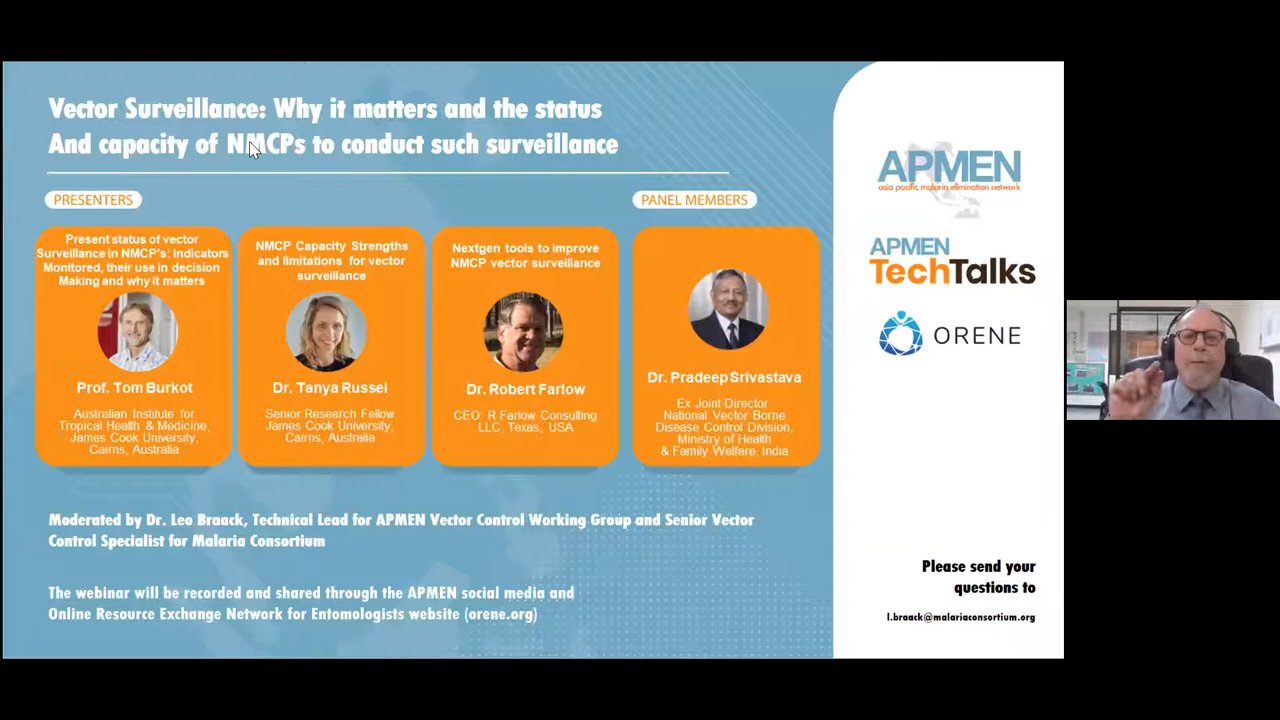 Vector Surveillance: Why it matters and the status
And capacity of NMCPs to conduct such surveillance
PRESENTERS
PANEL MEMBERS
Present status of vector
Surveillance in NMCP's: indicators
Monitored, their use in decision
Making and why it matters
Prof. Tom Burkot
Australian Institute for
Tropical Health & Medicine,
James Cook University,
Cairns, Australia
NMCP Capacity Strengths
and limitations for vector
surveillance
Dr. Tanya Russel
Senior Research Fellow
James Cook University,
Cairns, Australia
Nextgen tools to improve
NMCP vector surveillance
Dr. Robert Farlow
CEO: R Farlow Consulting
LLC, Texas, USA
Dr. Pradeep Srivastava
Ex Joint Director
National Vector Borne
Disease Control Division,
Ministry of Health
& Family Welfare, India
Moderated by Dr. Leo Braack, Technical Lead for APMEN Vector Control Working Group and Senior Vector
Control Specialist for Malaria Consortium
The webinar will be recorded and shared through the APMEN social media and
Online Resource Exchange Network for Entomologists website (orene.org)
APMEN
asia pacific malaria elimination network
APMEN
TechTalks
ORENE
Please send your
questions to
l.braack@malariaconsortium.org